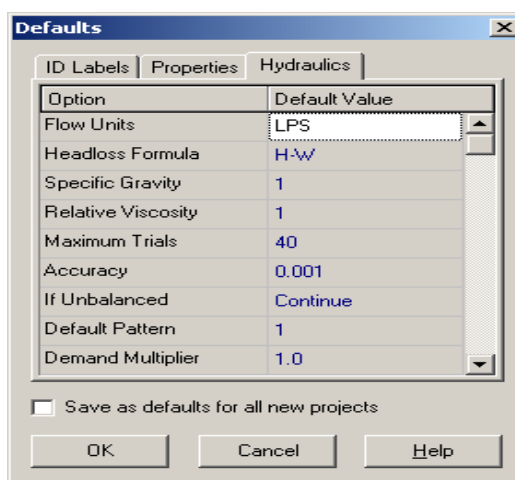 Defaults
ID Labels Properties Hydraulics
Option Default Value
Flow Units LPS
Headloss Formula H-W
Specific Gravity 1
Relative Viscosity 1
Maximum Trials 40
Accuracy 0.001
If Unbalanced Continue
Default Pattern 1
Demand Multiplier 1.0
Save as defaults for all new projects
OK Cancel Help